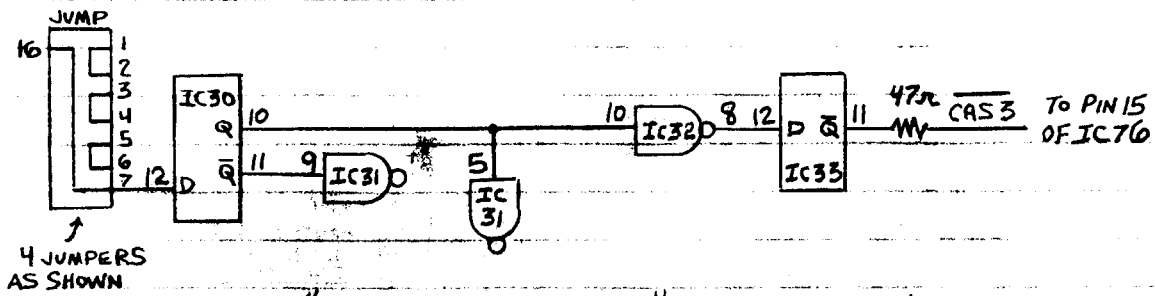 JUMP
16
1
2
3
4
5
6
7
4 JUMPERS
AS SHOWN
12
IC30
D
Q
Q̅
10
11
9
IC31
5
IC
31
10
IC32
8
12
D
Q̅
IC33
11
47Ω
C̅A̅S̅3̅
TO PIN 15
OF IC76